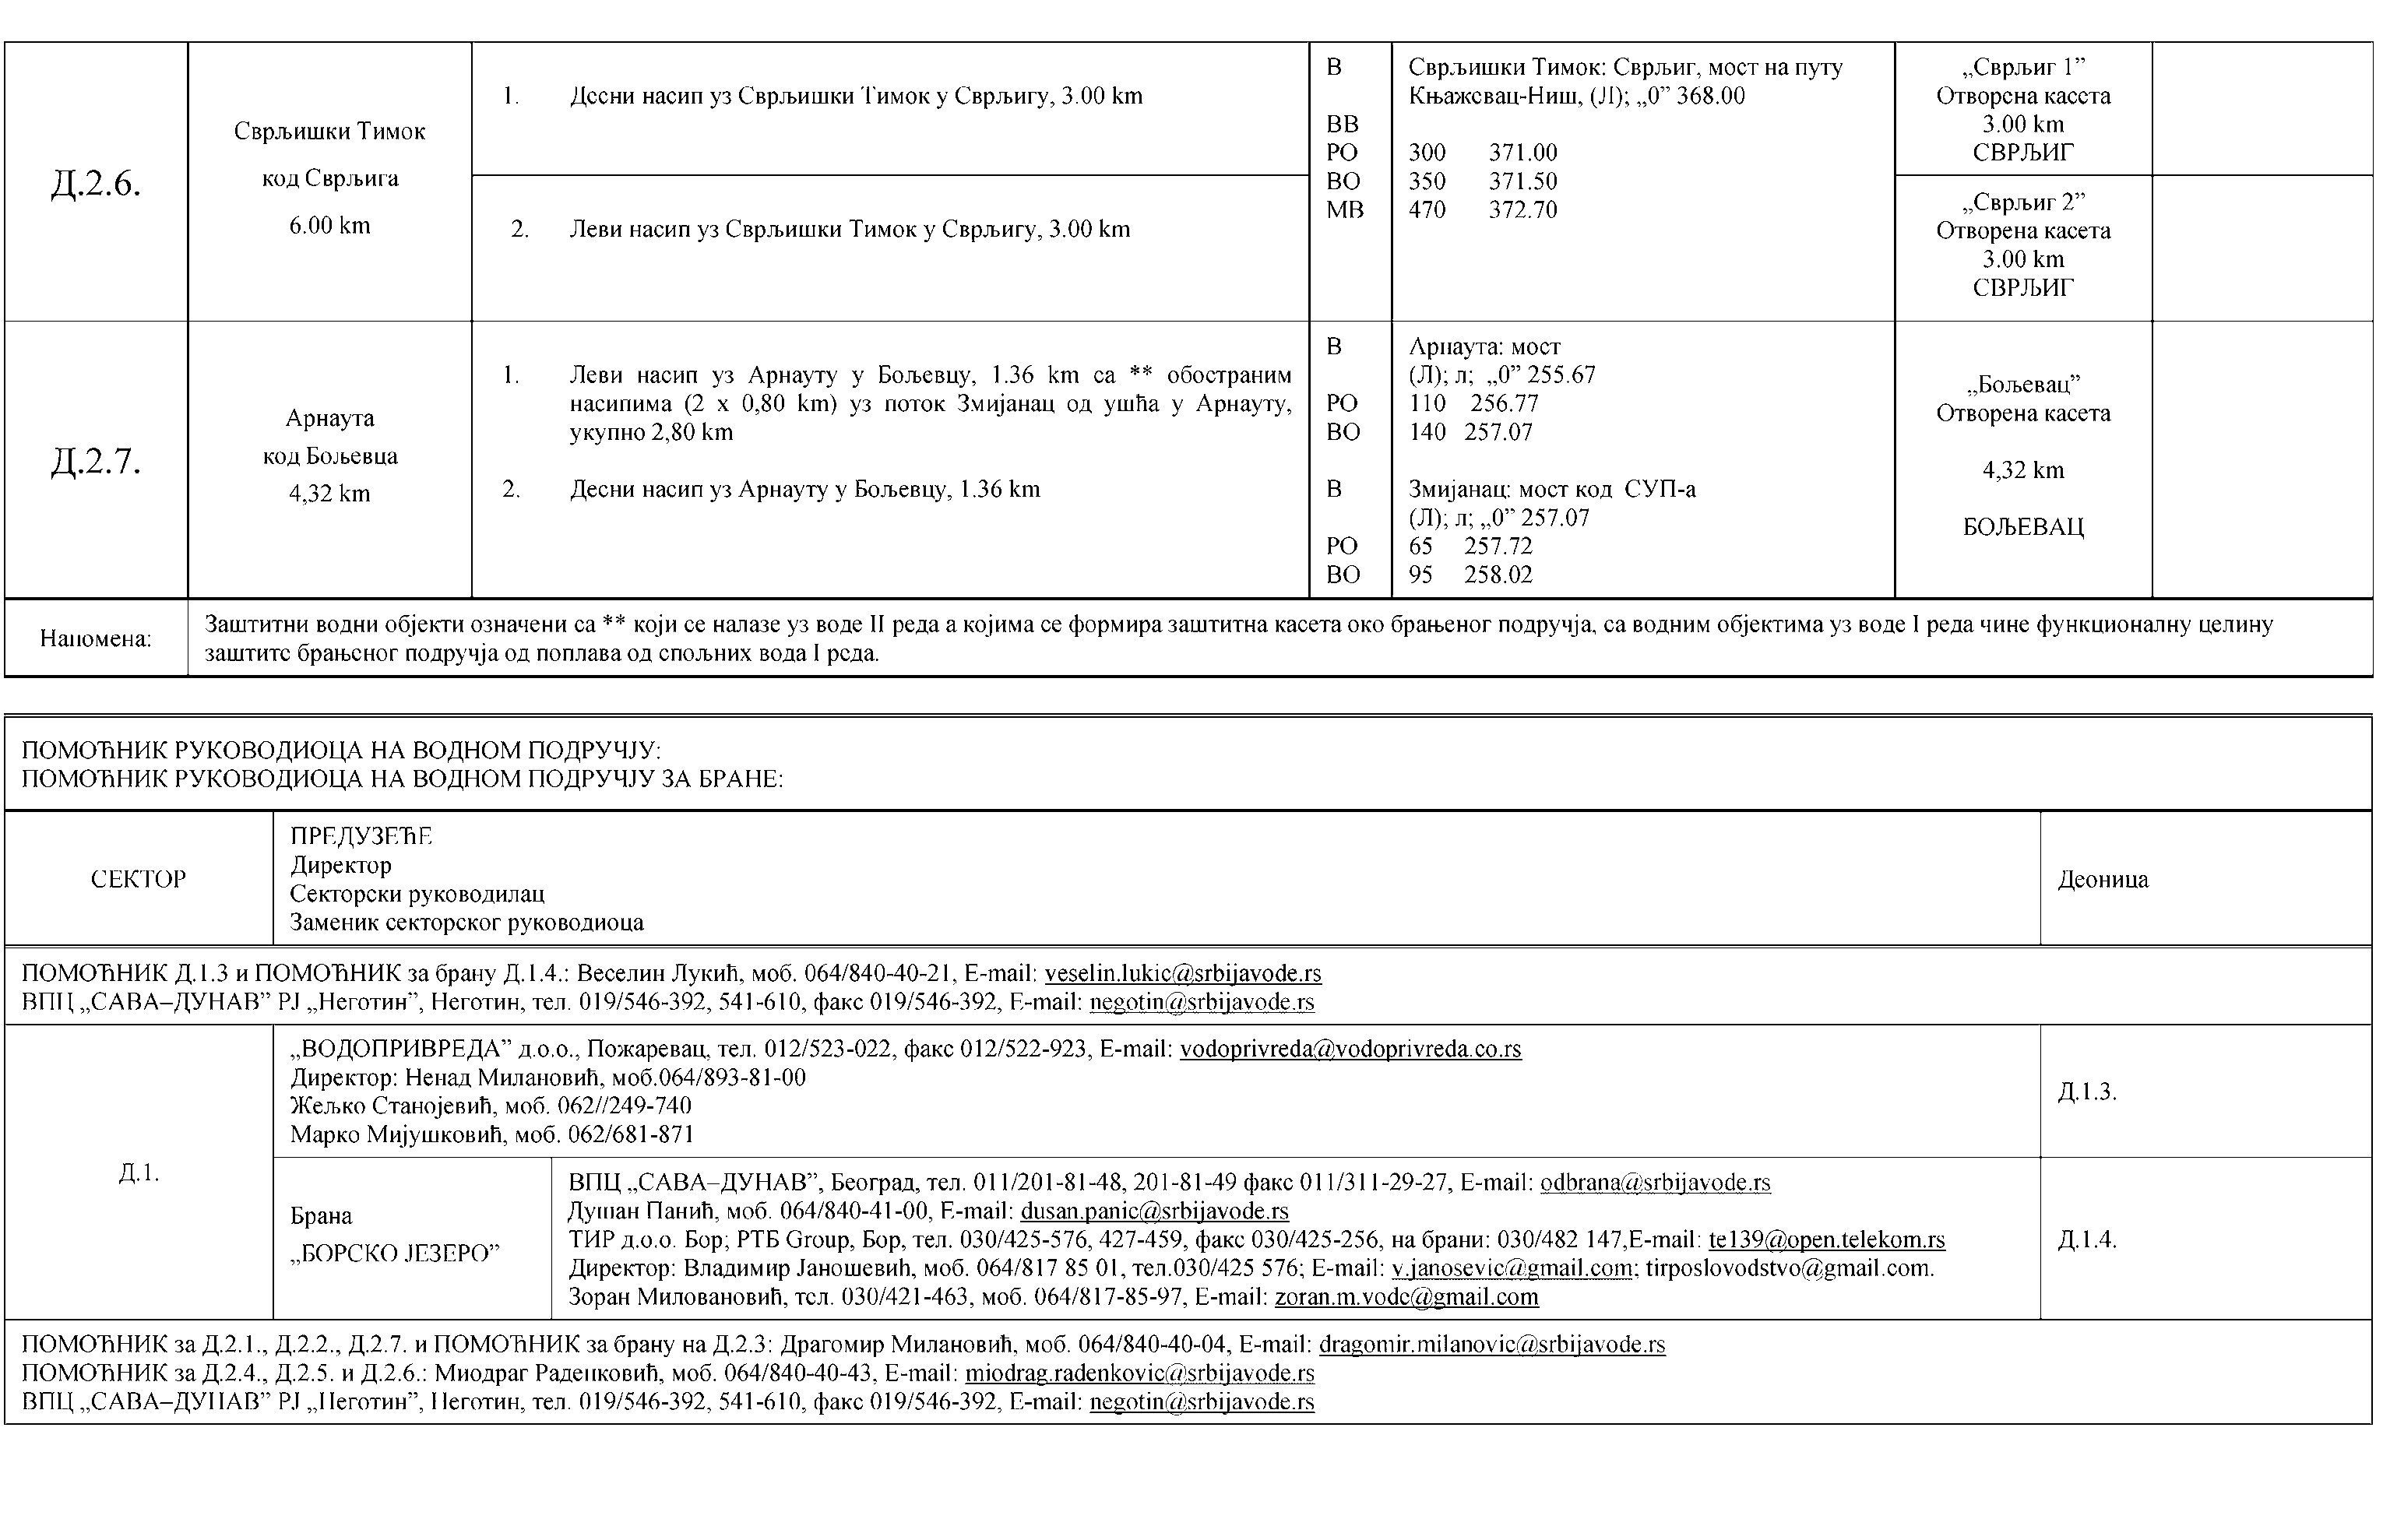 Д.2.6.
Сврљишки Тимок
код Сврљига
6.00 km
1. Десни насип уз Сврљишки Тимок у Сврљигу, 3.00 km
2. Леви насип уз Сврљишки Тимок у Сврљигу, 3.00 km
В Сврљишки Тимок: Сврљиг, мост на путу
Књажевац-Ниш, (Л); „0” 368.00
ВВ
РО 300 371.00
ВО 350 371.50
МВ 470 372.70
„Сврљиг 1”
Отворена касета
3.00 km
СВРЉИГ
„Сврљиг 2”
Отворена касета
3.00 km
СВРЉИГ
Д.2.7.
Арнаута
код Бољевца
4,32 km
1. Леви насип уз Арнауту у Бољевцу, 1.36 km са ** обостраним
насипима (2 x 0,80 km) уз поток Змијанац од ушћа у Арнауту,
укупно 2,80 km
2. Десни насип уз Арнауту у Бољевцу, 1.36 km
В Арнаута: мост
(Л); л; „0” 255.67
РО 110 256.77
ВО 140 257.07
В Змијанац: мост код СУП-а
(Л); л; „0” 257.07
РО 65 257.72
ВО 95 258.02
„Бољевац”
Отворена касета
4,32 km
БОЉЕВАЦ
Напомена:
Заштитни водни објекти означени са ** који се налазе уз воде II реда а којима се формира заштитна касета око брањеног подручја, са водним објектима уз воде I реда чине функционалну целину
заштите брањеног подручја од поплава од спољних вода I реда.
ПОМОЋНИК РУКОВОДИОЦА НА ВОДНОМ ПОДРУЧЈУ:
ПОМОЋНИК РУКОВОДИОЦА НА ВОДНОМ ПОДРУЧЈУ ЗА БРАНЕ:
СЕКТОР
ПРЕДУЗЕЋЕ
Директор
Секторски руководилац
Заменик секторског руководиоца
Деоница
ПОМОЋНИК Д.1.3 и ПОМОЋНИК за брану Д.1.4.: Веселин Лукић, моб. 064/840-40-21, E-mail: veselin.lukic@srbijavode.rs
ВПЦ „САВА–ДУНАВ” РЈ „Неготин”, Неготин, тел. 019/546-392, 541-610, факс 019/546-392, E-mail: negotin@srbijavode.rs
Д.1.
„ВОДОПРИВРЕДА” д.о.о., Пожаревац, тел. 012/523-022, факс 012/522-923, E-mail: vodoprivreda@vodoprivreda.co.rs
Директор: Ненад Милановић, моб.064/893-81-00
Жељко Станојевић, моб. 062//249-740
Марко Мијушковић, моб. 062/681-871
Д.1.3.
Брана
„БОРСКО ЈЕЗЕРО”
ВПЦ „САВА–ДУНАВ”, Београд, тел. 011/201-81-48, 201-81-49 факс 011/311-29-27, E-mail: odbrana@srbijavode.rs
Душан Панић, моб. 064/840-41-00, E-mail: dusan.panic@srbijavode.rs
ТИР д.о.о. Бор; РТБ Group, Бор, тел. 030/425-576, 427-459, факс 030/425-256, на брани: 030/482 147,E-mail: te139@open.telekom.rs
Директор: Владимир Јаношевић, моб. 064/817 85 01, тел.030/425 576; E-mail: v.janosevic@gmail.com; tirposlovodstvo@gmail.com.
Зоран Миловановић, тел. 030/421-463, моб. 064/817-85-97, E-mail: zoran.m.vode@gmail.com
Д.1.4.
ПОМОЋНИК за Д.2.1., Д.2.2., Д.2.7. и ПОМОЋНИК за брану на Д.2.3: Драгомир Милановић, моб. 064/840-40-04, E-mail: dragomir.milanovic@srbijavode.rs
ПОМОЋНИК за Д.2.4., Д.2.5. и Д.2.6.: Миодраг Раденковић, моб. 064/840-40-43, E-mail: miodrag.radenkovic@srbijavode.rs
ВПЦ „САВА–ДУНАВ” РЈ „Неготин”, Неготин, тел. 019/546-392, 541-610, факс 019/546-392, E-mail: negotin@srbijavode.rs